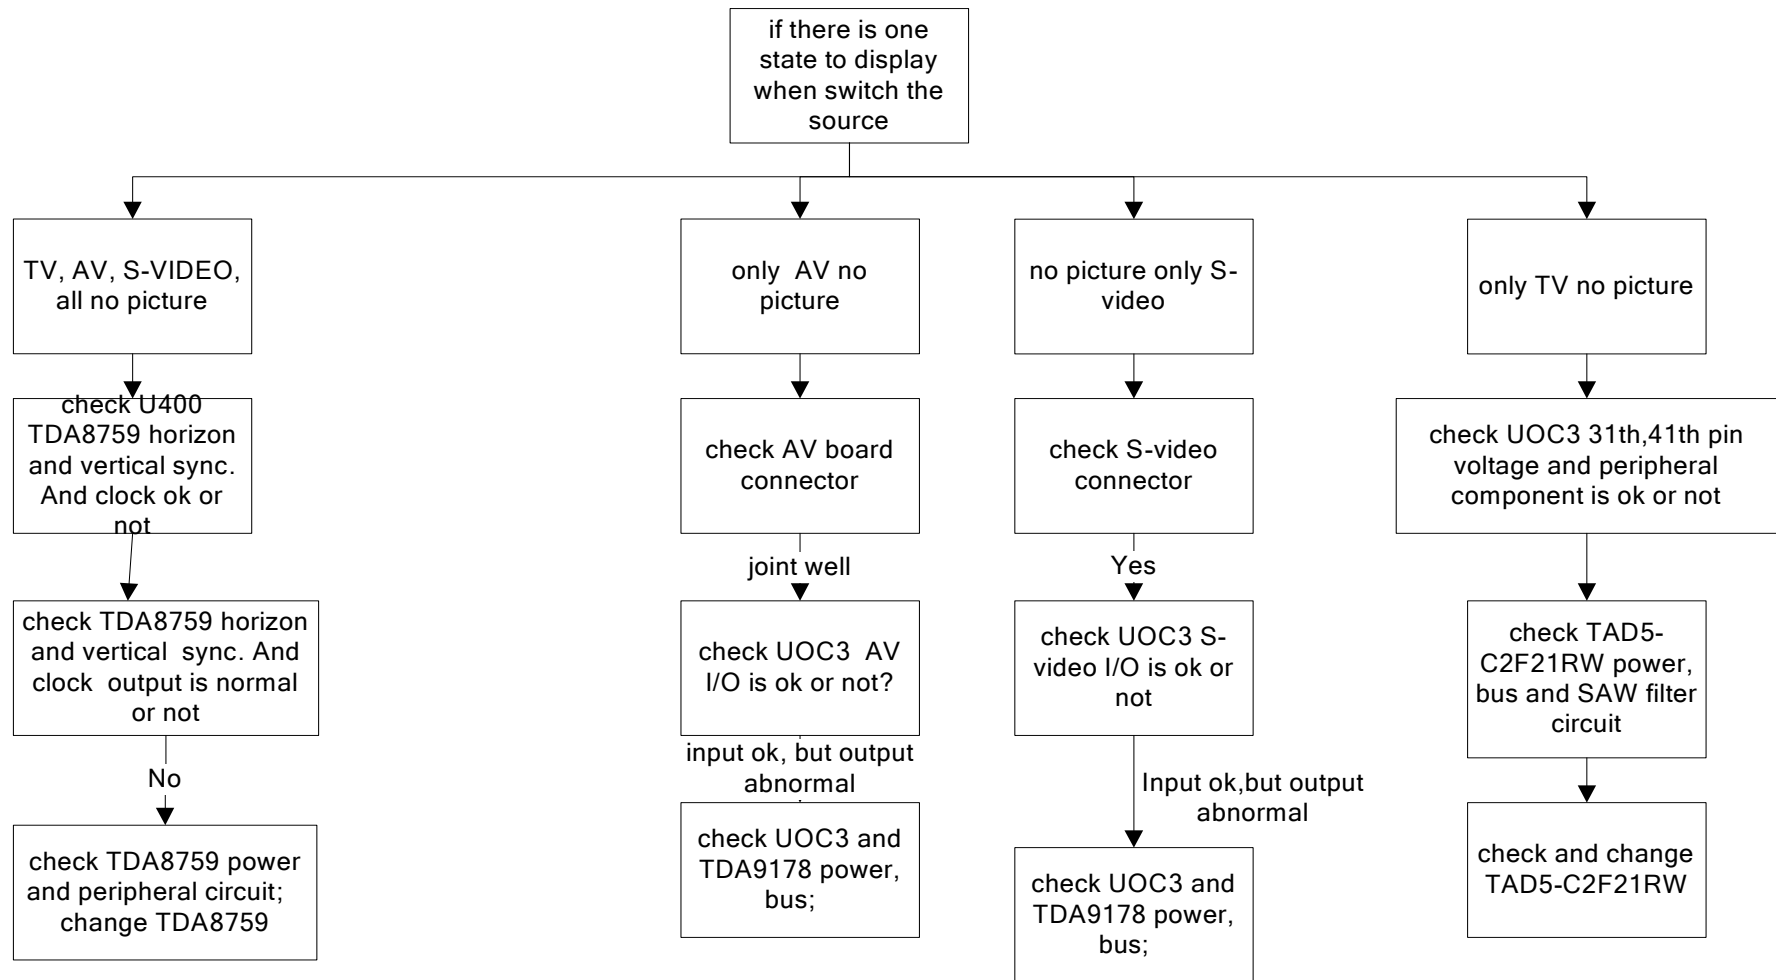 if there is one
state to display
when switch the
source
TV, AV, S-VIDEO,
all no picture
only AV no
picture
no picture only S-
video
only TV no picture
check U400
TDA8759 horizon
and vertical sync.
And clock ok or
not
check AV board
connector
check S-video
connector
check UOC3 31th,41th pin
voltage and peripheral
component is ok or not
joint well
Yes
check TDA8759 horizon
and vertical sync. And
clock output is normal
or not
check UOC3 AV
I/O is ok or not?
check UOC3 S-
video I/O is ok or
not
check TAD5-
C2F21RW power,
bus and SAW filter
circuit
No
input ok, but output
abnormal
Input ok,but output
abnormal
check TDA8759 power
and peripheral circuit;
change TDA8759
check UOC3 and
TDA9178 power,
bus;
check UOC3 and
TDA9178 power,
bus;
check and change
TAD5-C2F21RW